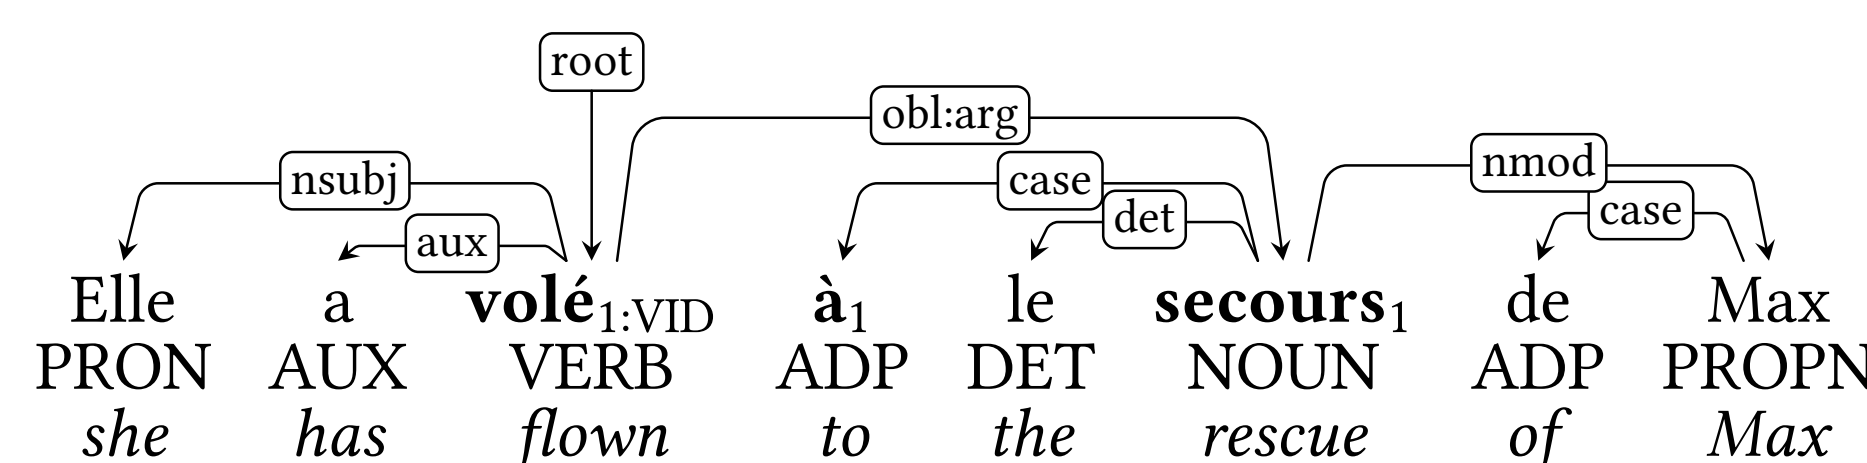 root
obl:arg
nsubj case nmod
aux det case
Elle a volé1:VID à1 le secours1 de Max
PRON AUX VERB ADP DET NOUN ADP PROPN
she has flown to the rescue of Max